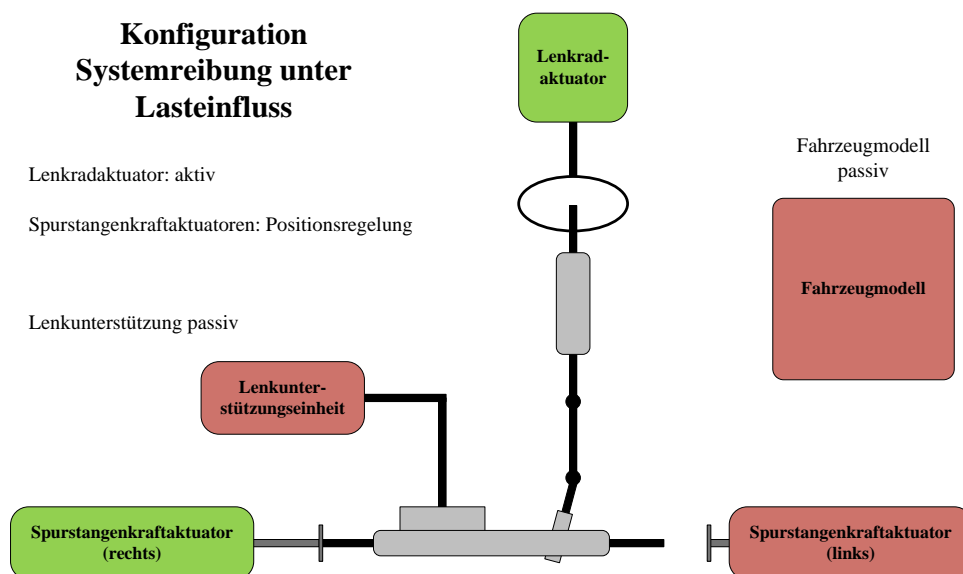 Konfiguration
Systemreibung unter
Lasteinfluss
Lenkrad-
aktuator
Lenkradaktuator: aktiv
Spurstangenkraftaktuatoren: Positionsregelung
Lenkunterstützung passiv
Fahrzeugmodell
passiv
Fahrzeugmodell
Lenkunter-
stützungseinheit
Spurstangenkraftaktuator
(rechts)
Spurstangenkraftaktuator
(links)